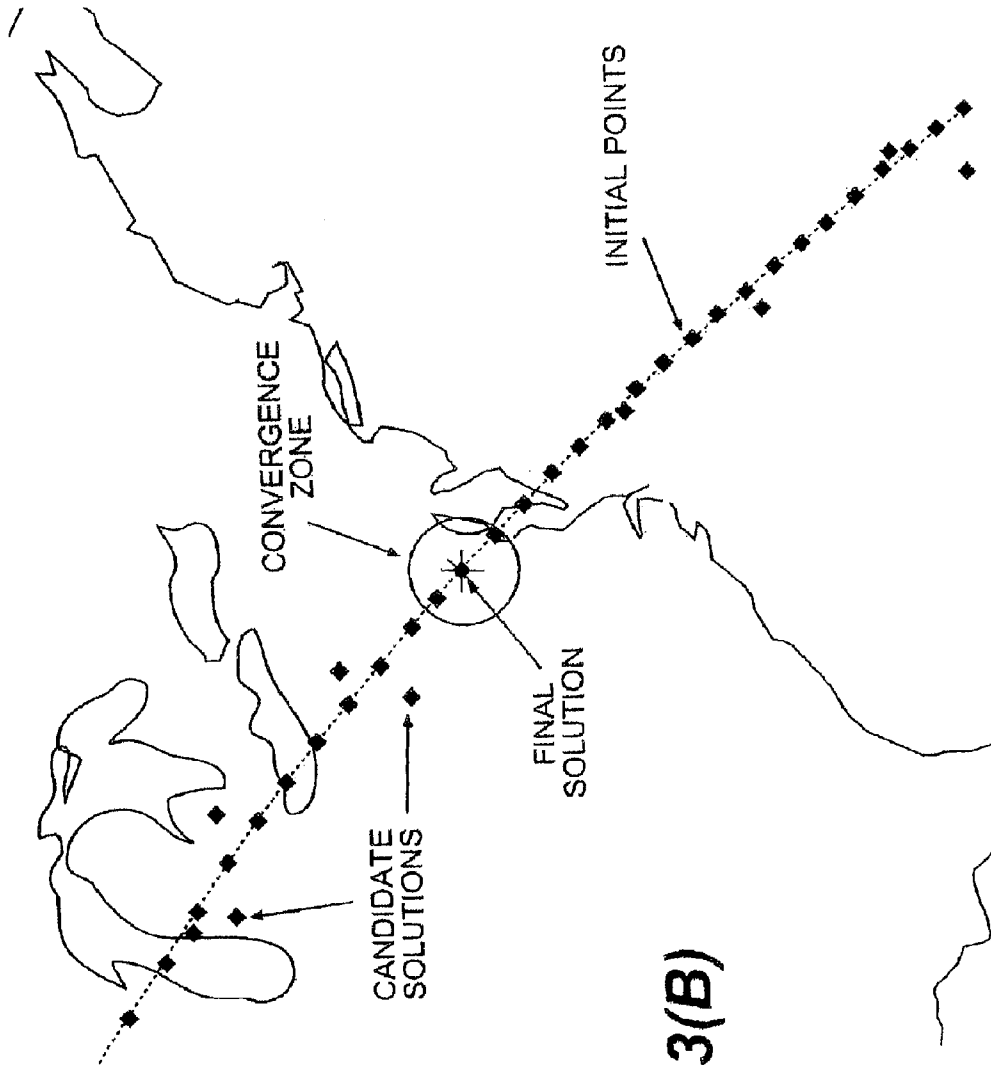 CONVERGENCE
ZONE
INITIAL POINTS
CANDIDATE
SOLUTIONS
FINAL
SOLUTION
3(B)